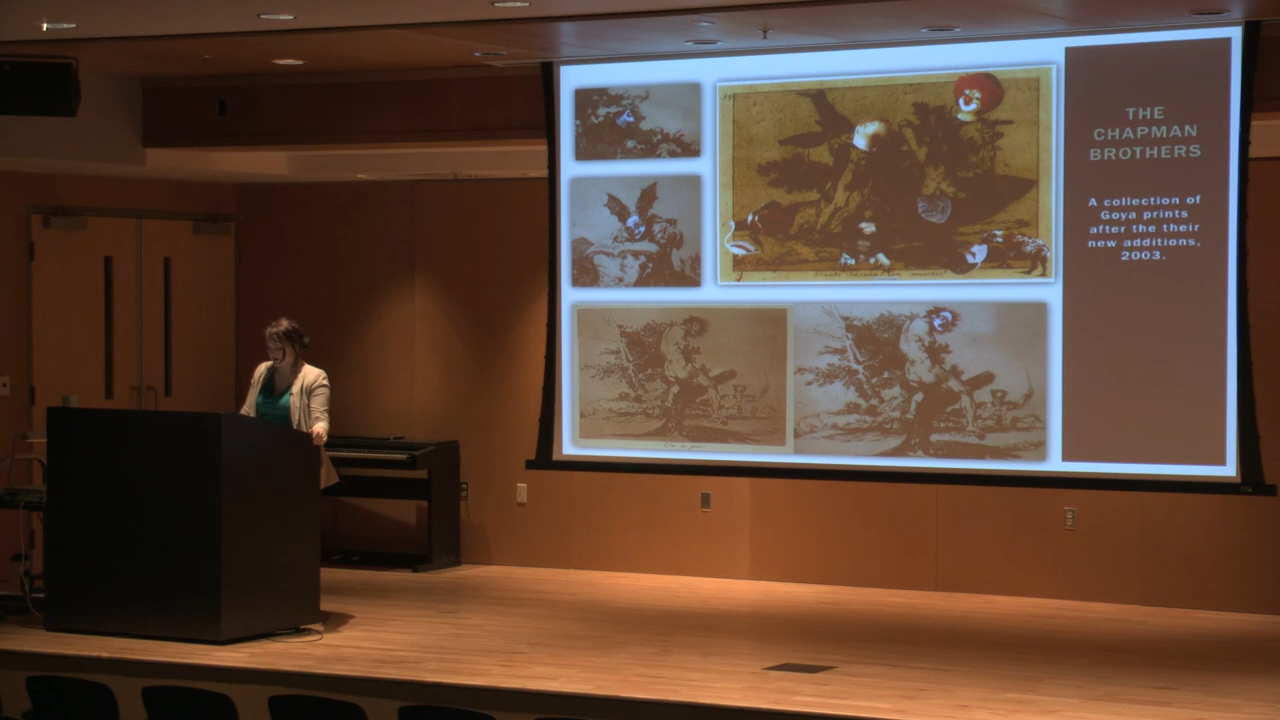 THE
CHAPMAN
BROTHERS
A collection of
Goya prints
after the their
new additions,
2003.